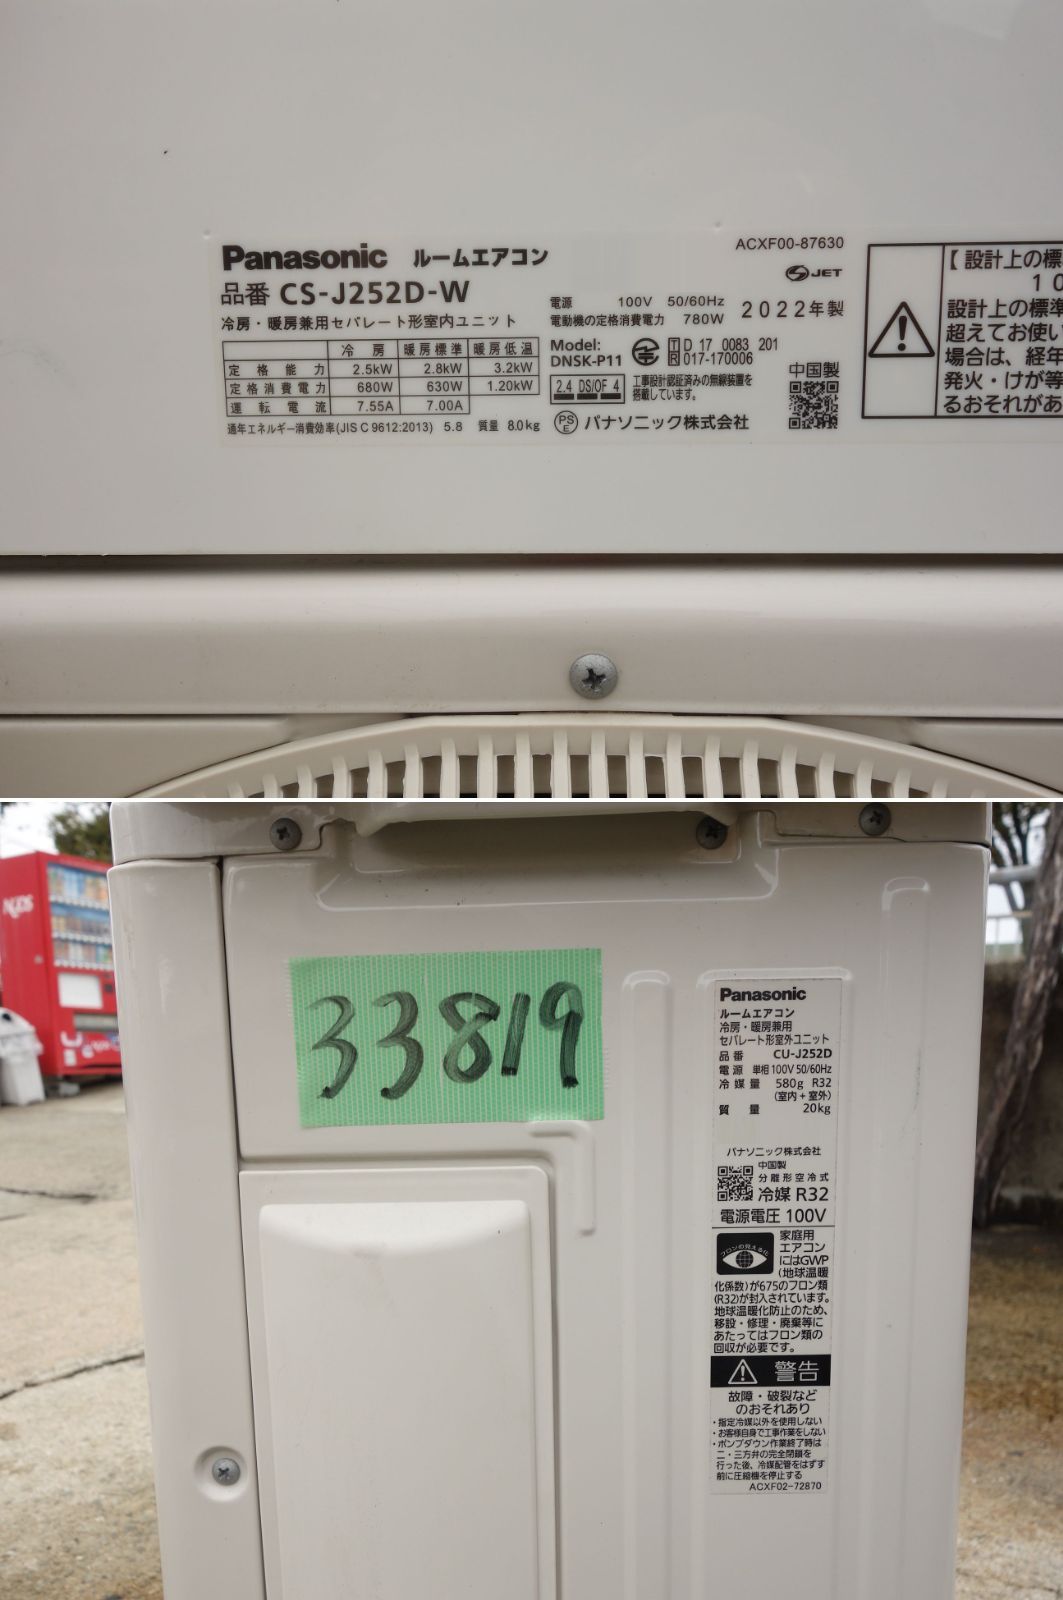 Panasonic ルームエアコン
品番 CS-J252D-W
冷房・暖房兼用セパレート形室内ユニット
冷 房 暖房標準 暖房低温
定 格 能 力 2.5kW 2.8kW 3.2kW
定格消費電力 680W 630W 1.20kW
運 転 電 流 7.55A 7.00A
通年エネルギー消費効率(JIS C 9612:2013) 5.8 質量 8.0kg
ACXF00-87630
JET
電源 100V 50/60Hz
電動機の定格消費電力 780W
2022年製
Model:
DNSK-P11
T D 17 0083 201
R 017-170006
2.4 DS/OF 4
工事設計認証済みの無線装置を
搭載しています。
中国製
PS
E パナソニック株式会社
【設計上の標
10
設計上の標準
超えてお使い
場合は、経年
発火・けが等
るおそれがあ
33819
Panasonic
ルームエアコン
冷房・暖房兼用
セパレート形室外ユニット
品番 CU-J252D
電源 単相100V 50/60Hz
冷媒量 580g R32
(室内+室外)
質 量 20kg
パナソニック株式会社
中国製
分離形空冷式
冷媒 R32
電源電圧 100V
フロンの見える化
家庭用
エアコン
にはGWP
(地球温暖
化係数)が675のフロン類
(R32)が封入されています。
地球温暖化防止のため、
移設・修理・廃棄等に
あたってはフロン類の
回収が必要です。
警告
故障・破裂など
のおそれあり
・指定冷媒以外を使用しない
・お客様自身で工事作業をしない
・ポンプダウン作業終了時は
二・三方弁の完全閉鎖を
行った後、冷媒配管をはずす
前に圧縮機を停止する
ACXF02-72870